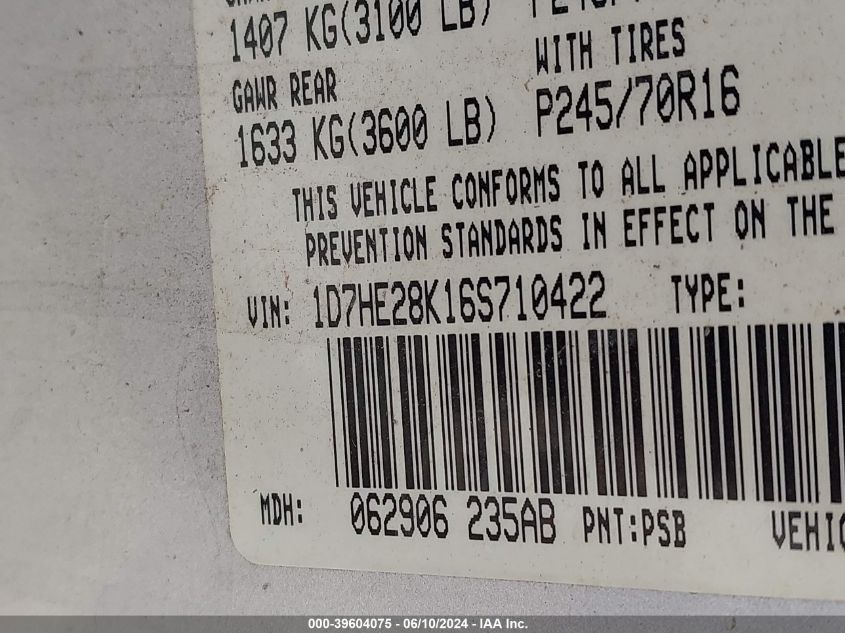 1407 KG(3100 LB)
WITH TIRES
GAWR REAR
1633 KG(3600 LB) P245/70R16
THIS VEHICLE CONFORMS TO ALL APPLICABLE
PREVENTION STANDARDS IN EFFECT ON THE
VIN: 1D7HE28K16S710422 TYPE:
MDH: 062906 235AB PNT:PSB VEHIC
000-39604075 - 06/10/2024 - IAA Inc.